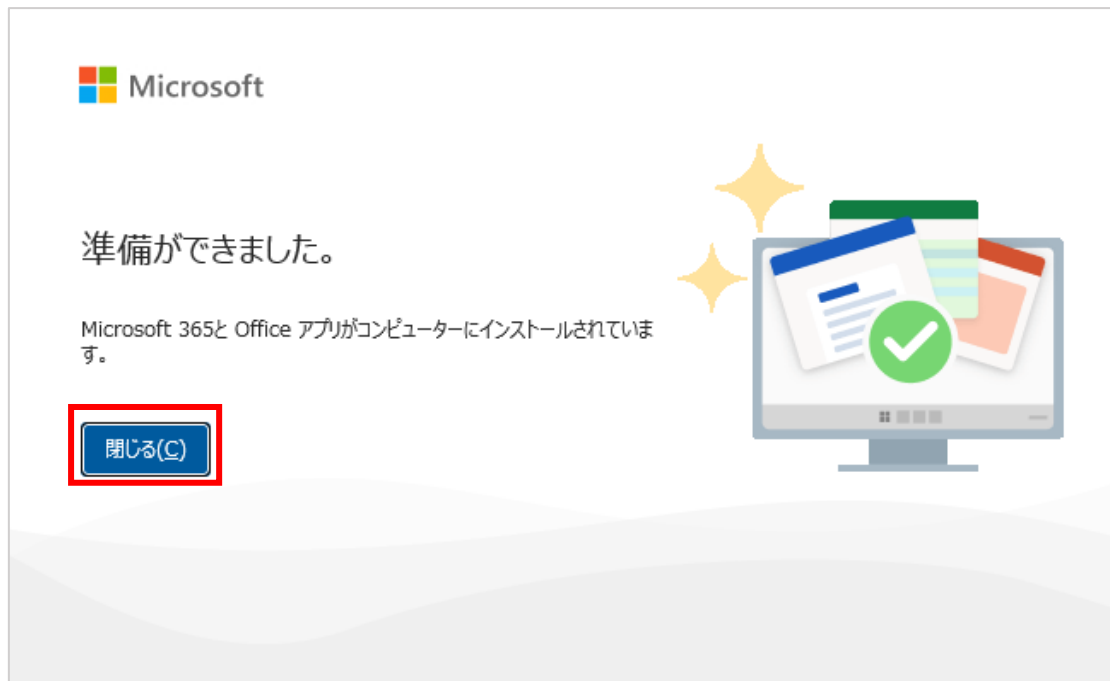 Microsoft
準備ができました。
Microsoft 365と Office アプリがコンピューターにインストールされていま
す。
閉じる(C)